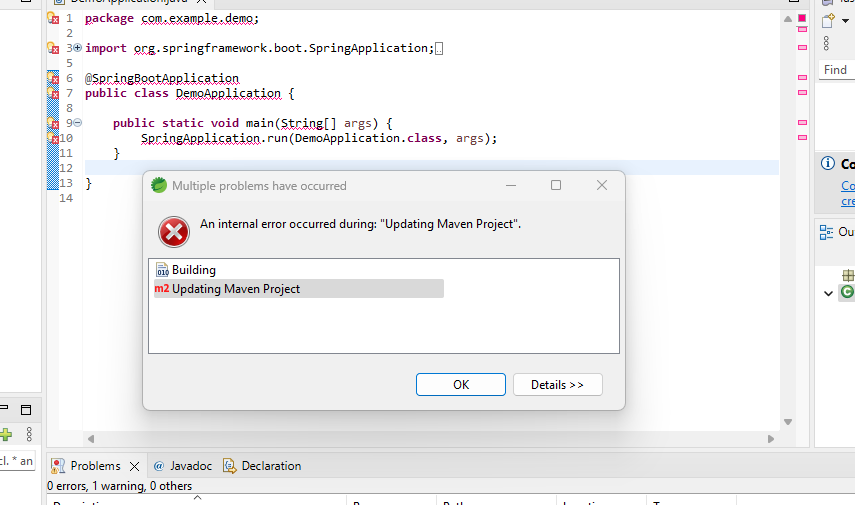 DemoApplication.java
1 package com.example.demo;
2
3 import org.springframework.boot.SpringApplication;
5
6 @SpringBootApplication
7 public class DemoApplication {
8
9 public static void main(String[] args) {
10 SpringApplication.run(DemoApplication.class, args);
11 }
12
13 }
14
Find
Co
Co
cre
Ou
Multiple problems have occurred
An internal error occurred during: "Updating Maven Project".
010 Building
m2 Updating Maven Project
OK
Details >>
cl. * an
Problems
@ Javadoc
Declaration
0 errors, 1 warning, 0 others